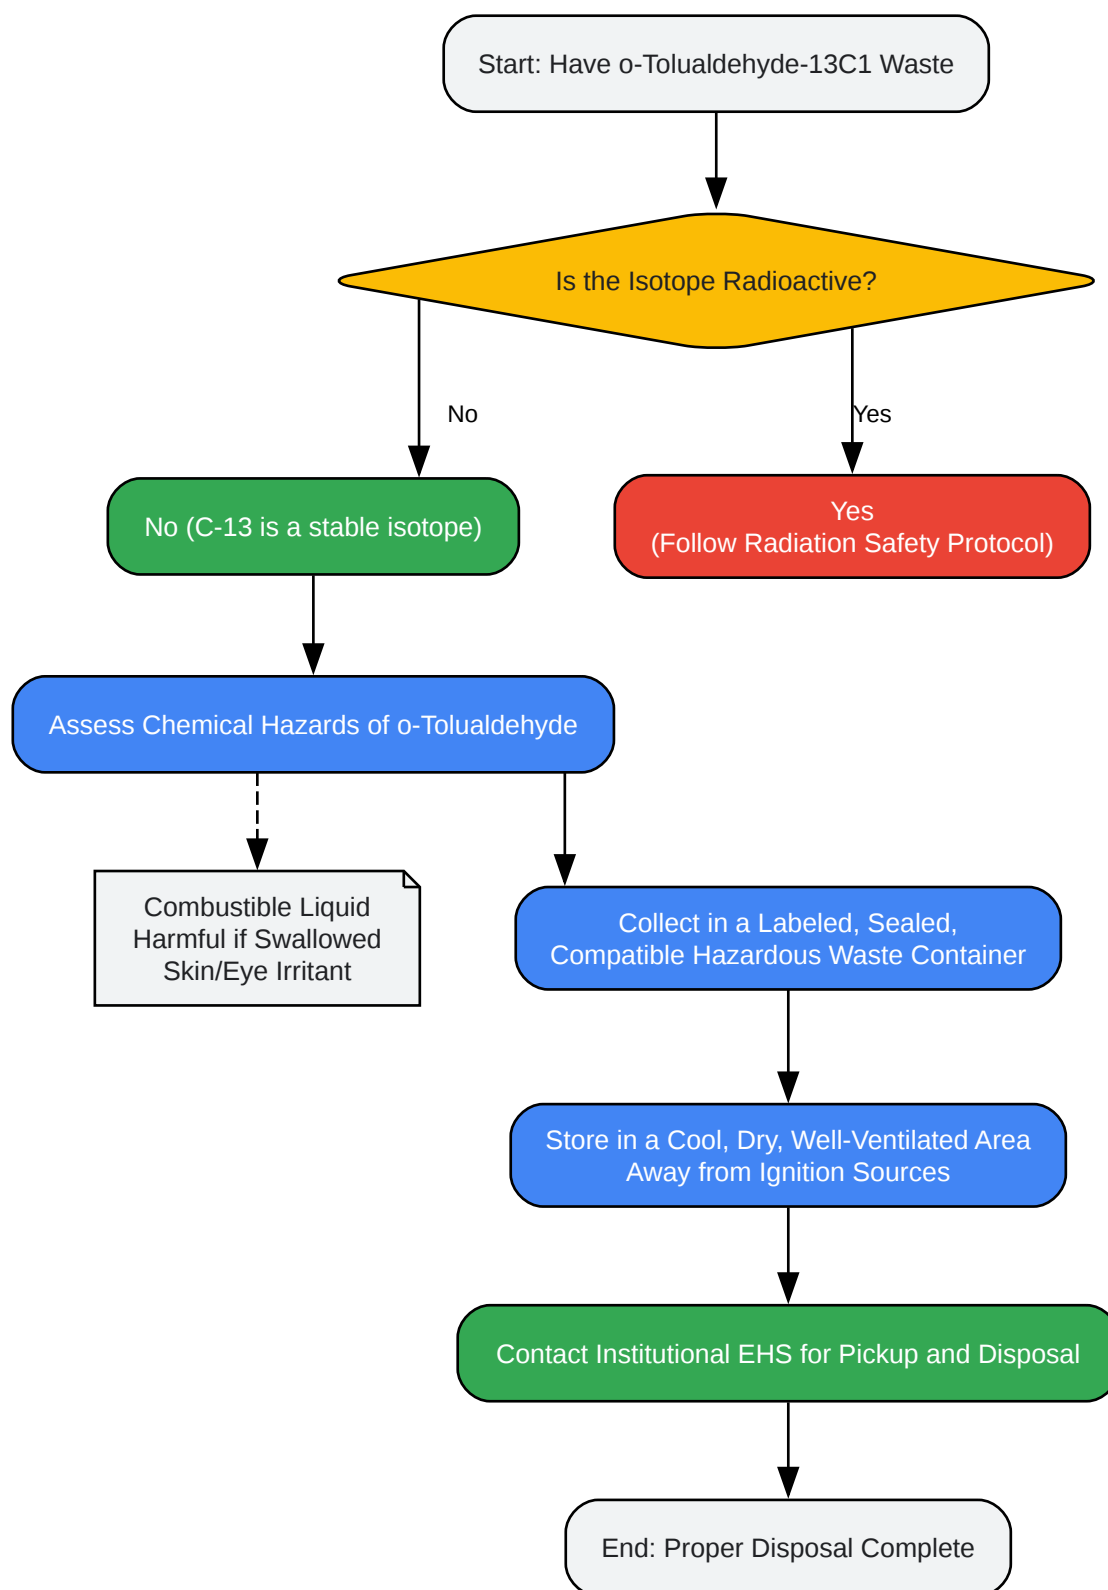 Start: Have o-Tolualdehyde-13C1 Waste
Is the Isotope Radioactive?
No
Yes
No (C-13 is a stable isotope)
Yes
(Follow Radiation Safety Protocol)
Assess Chemical Hazards of o-Tolualdehyde
Combustible Liquid
Harmful if Swallowed
Skin/Eye Irritant
Collect in a Labeled, Sealed,
Compatible Hazardous Waste Container
Store in a Cool, Dry, Well-Ventilated Area
Away from Ignition Sources
Contact Institutional EHS for Pickup and Disposal
End: Proper Disposal Complete